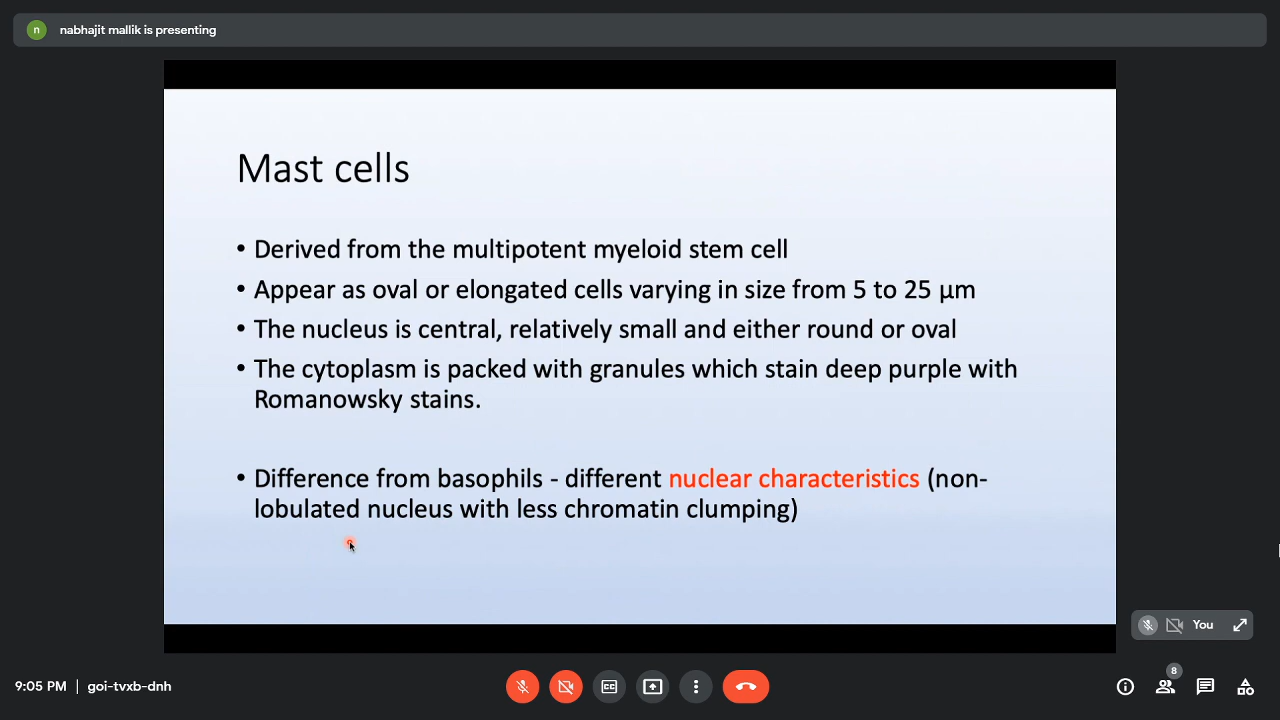 n nabhajit mallik is presenting
Mast cells
• Derived from the multipotent myeloid stem cell
• Appear as oval or elongated cells varying in size from 5 to 25 µm
• The nucleus is central, relatively small and either round or oval
• The cytoplasm is packed with granules which stain deep purple with
Romanowsky stains.
• Difference from basophils - different nuclear characteristics (non-
lobulated nucleus with less chromatin clumping)
You
8
9:05 PM | goi-tvxb-dnh